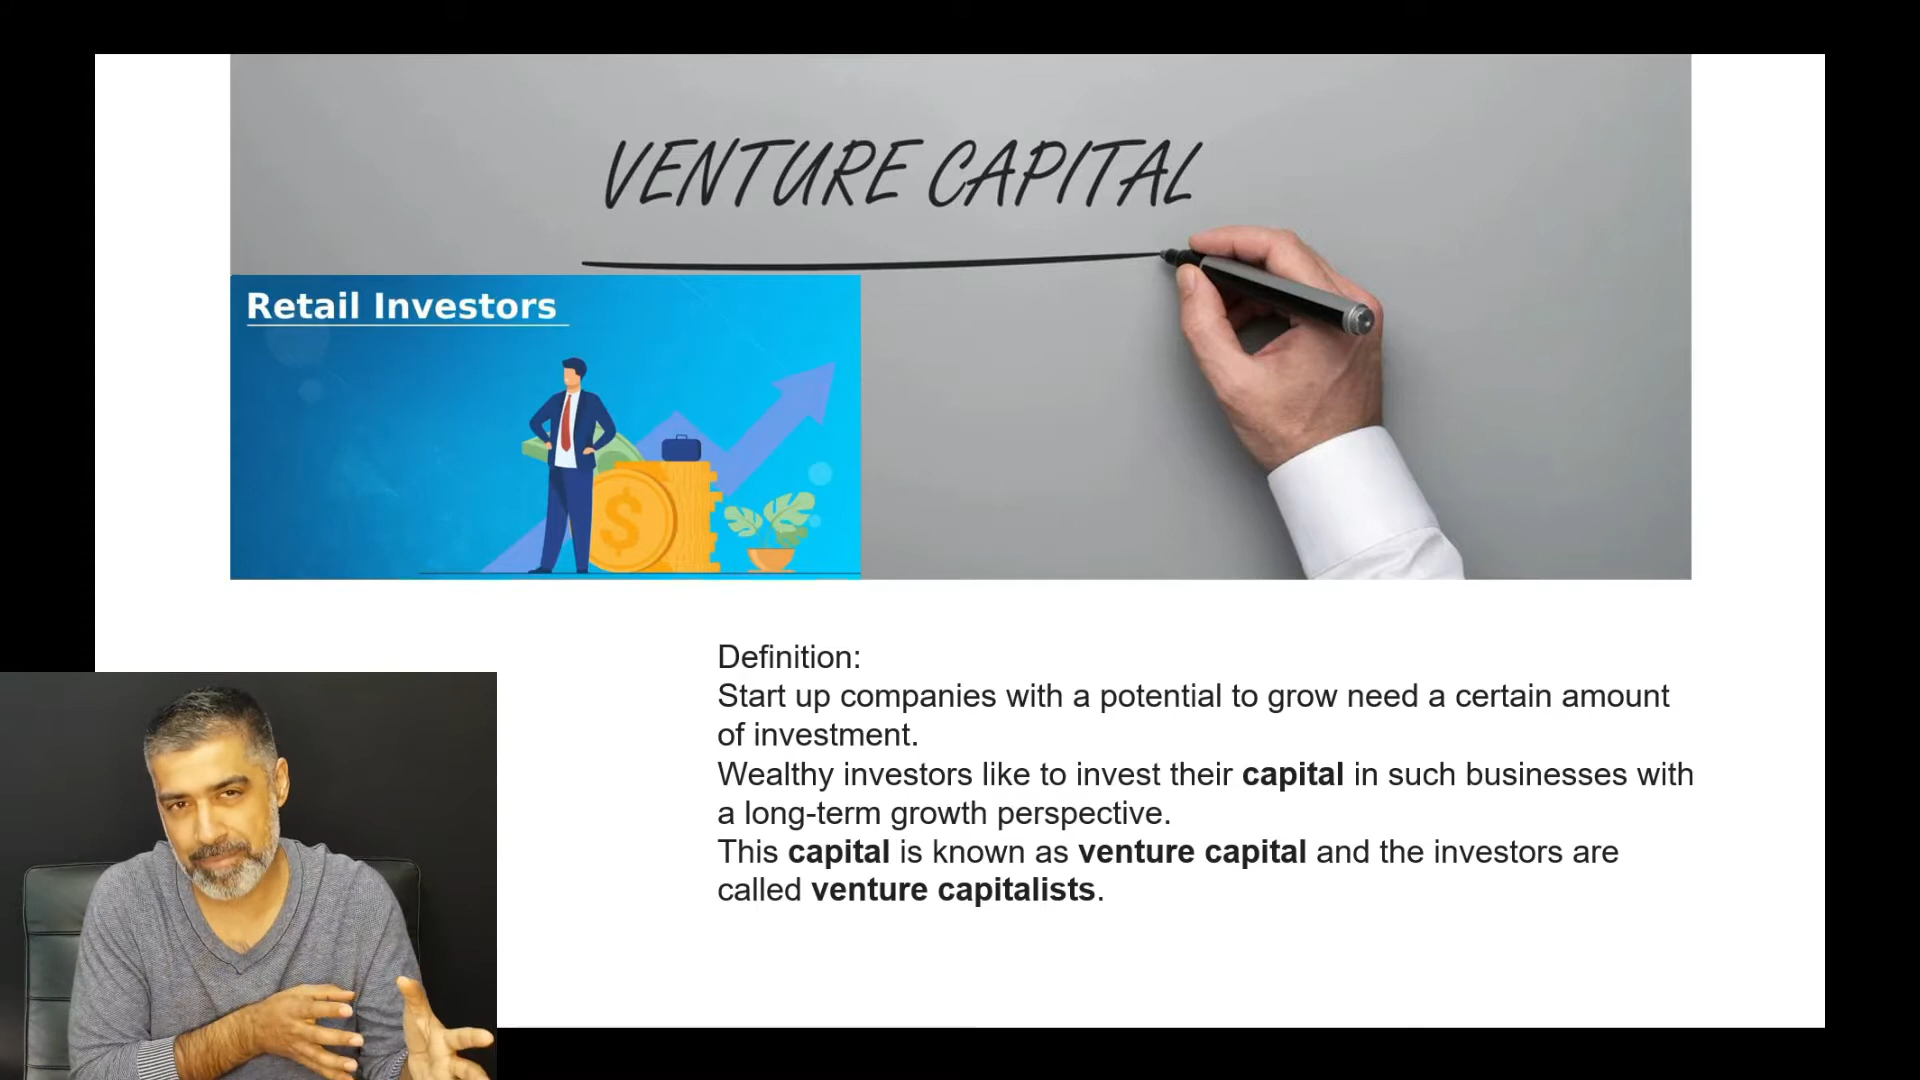 VENTURE CAPITAL
Retail Investors
$
Definition:
Start up companies with a potential to grow need a certain amount
of investment.
Wealthy investors like to invest their capital in such businesses with
a long-term growth perspective.
This capital is known as venture capital and the investors are
called venture capitalists.